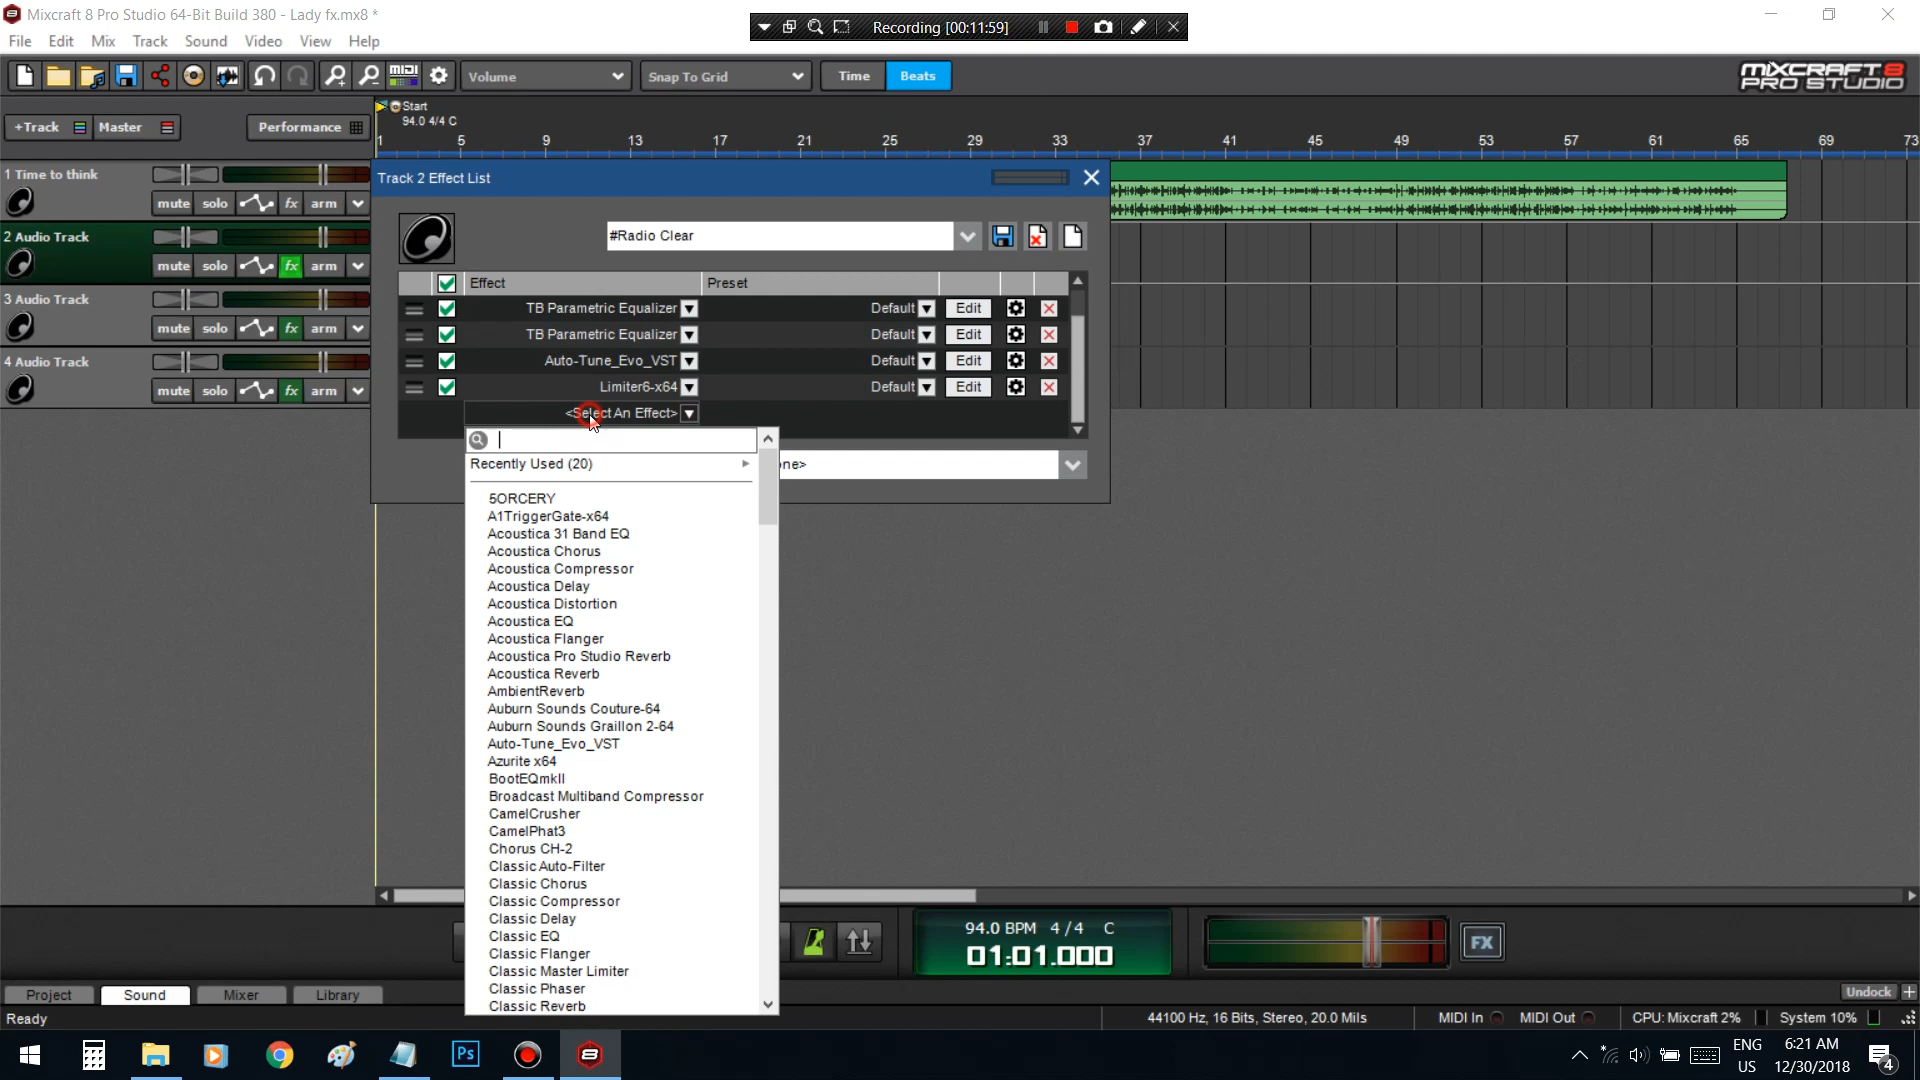 Mixcraft 8 Pro Studio 64-Bit Build 380 - Lady fx.mx8 *
Recording [00:11:59]
File Edit Mix Track Sound Video View Help
MIDI
Volume
Snap To Grid
Time
Beats
MIXCRAFT 8
PRO STUDIO
+Track
Master
Performance
Start
94.0 4/4 C
1 5 9 13 17 21 25 29 33 37 41 45 49 53 57 61 65 69 73
1 Time to think
mute solo fx arm
2 Audio Track
mute solo fx arm
3 Audio Track
mute solo fx arm
4 Audio Track
mute solo fx arm
Track 2 Effect List
#Radio Clear
Effect
Preset
TB Parametric Equalizer Default Edit
TB Parametric Equalizer Default Edit
Auto-Tune_Evo_VST Default Edit
Limiter6-x64 Default Edit
<Select An Effect>
ne>
Recently Used (20)
5ORCERY
A1TriggerGate-x64
Acoustica 31 Band EQ
Acoustica Chorus
Acoustica Compressor
Acoustica Delay
Acoustica Distortion
Acoustica EQ
Acoustica Flanger
Acoustica Pro Studio Reverb
Acoustica Reverb
AmbientReverb
Auburn Sounds Couture-64
Auburn Sounds Graillon 2-64
Auto-Tune_Evo_VST
Azurite x64
BootEQmkII
Broadcast Multiband Compressor
CamelCrusher
CamelPhat3
Chorus CH-2
Classic Auto-Filter
Classic Chorus
Classic Compressor
Classic Delay
Classic EQ
Classic Flanger
Classic Master Limiter
Classic Phaser
Classic Reverb
94.0 BPM 4/4 C
01:01.000
FX
Project
Sound
Mixer
Library
Undock
Ready
44100 Hz, 16 Bits, Stereo, 20.0 Mils
MIDI In
MIDI Out
CPU: Mixcraft 2%
System 10%
Ps
8
ENG
US
6:21 AM
12/30/2018
4